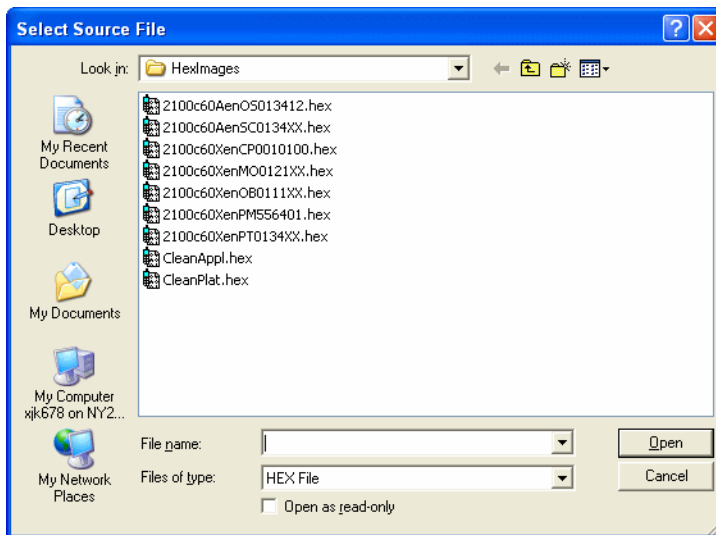 Select Source File
Look in:
HexImages
2100c60AenOS013412.hex
2100c60AenSC0134XX.hex
2100c60XenCP0010100.hex
2100c60XenMO0121XX.hex
2100c60XenOB0111XX.hex
2100c60XenPM556401.hex
2100c60XenPT0134XX.hex
CleanAppl.hex
CleanPlat.hex
My Recent
Documents
Desktop
My Documents
My Computer
xjk678 on NY2...
My Network
Places
File name:
Open
Files of type:
HEX File
Cancel
Open as read-only